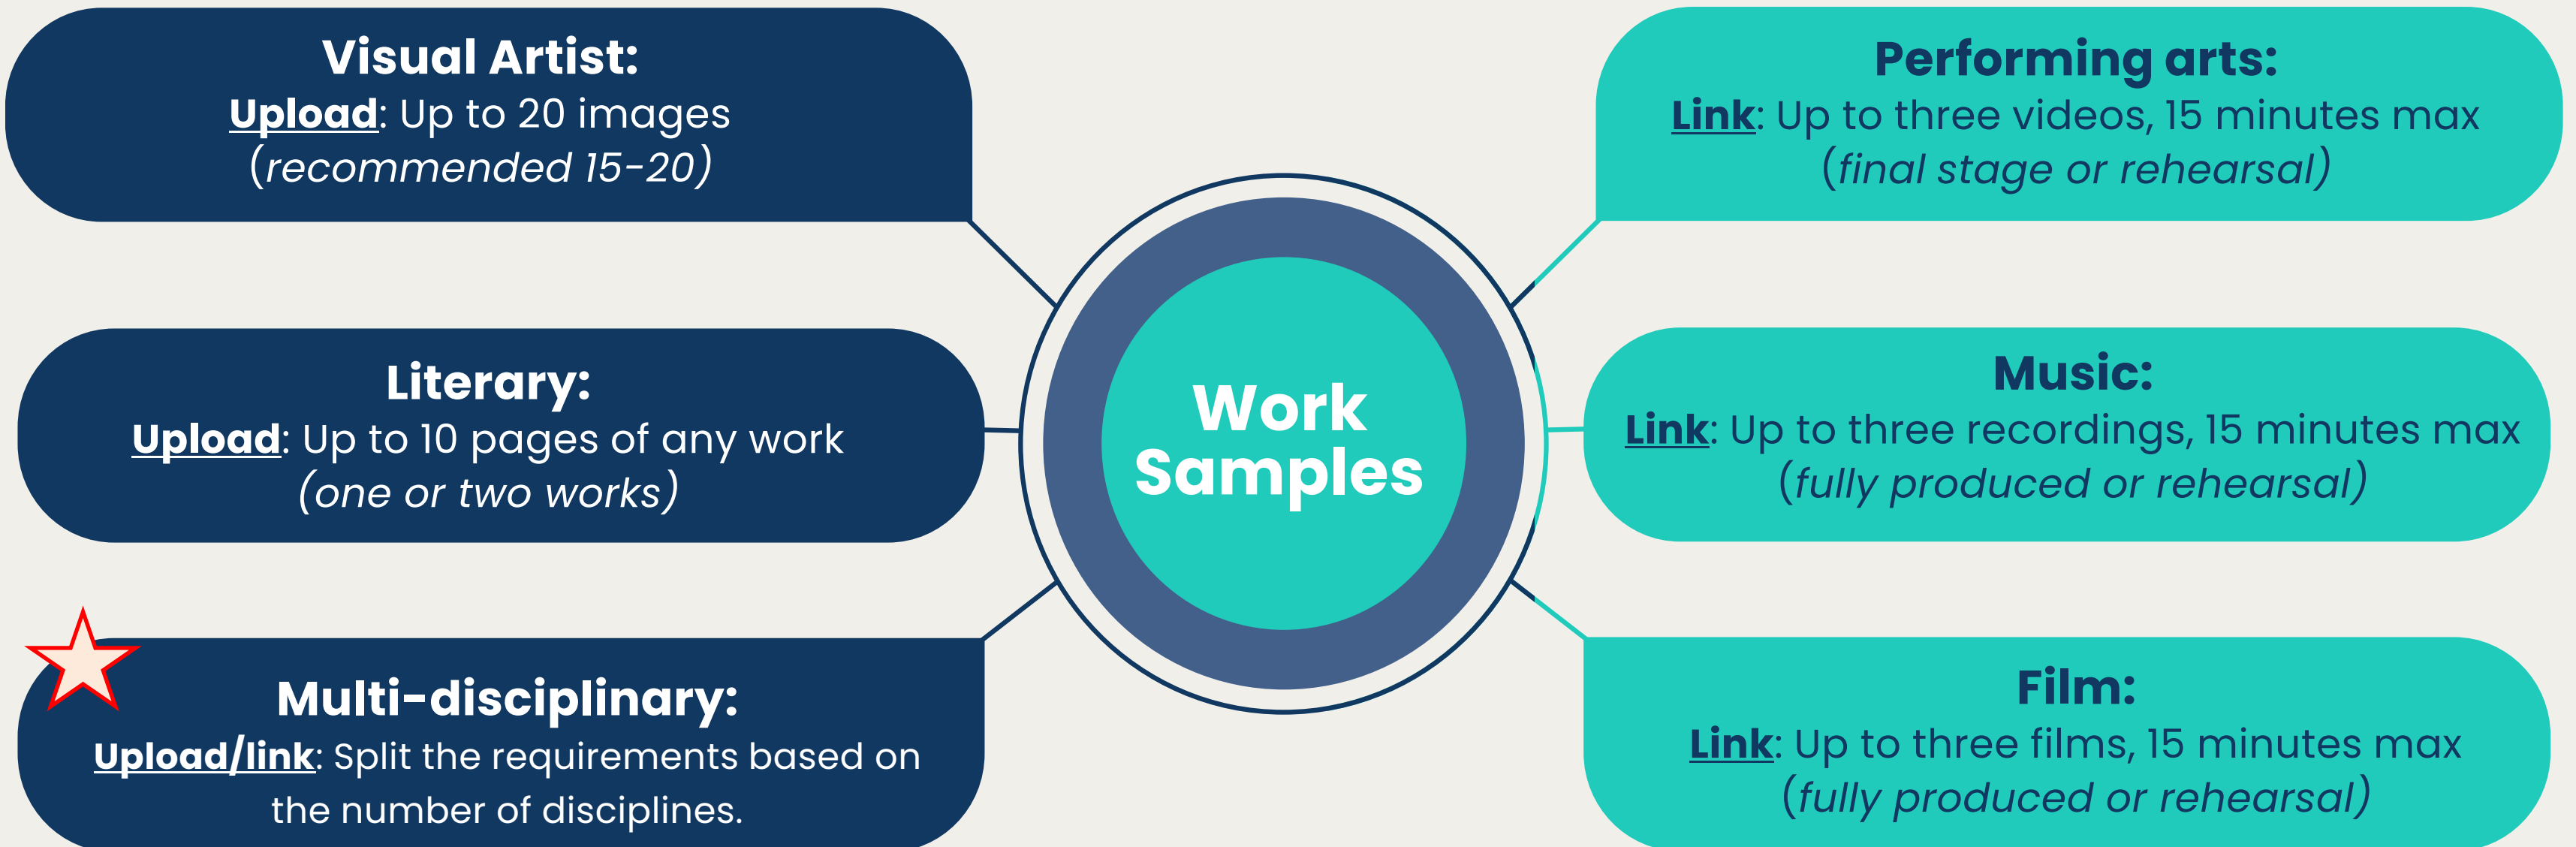 Visual Artist:
Upload: Up to 20 images
(recommended 15-20)
Literary:
Upload: Up to 10 pages of any work
(one or two works)
Multi-disciplinary:
Upload/link: Split the requirements based on
the number of disciplines.
Work
Samples
Performing arts:
Link: Up to three videos, 15 minutes max
(final stage or rehearsal)
Music:
Link: Up to three recordings, 15 minutes max
(fully produced or rehearsal)
Film:
Link: Up to three films, 15 minutes max
(fully produced or rehearsal)